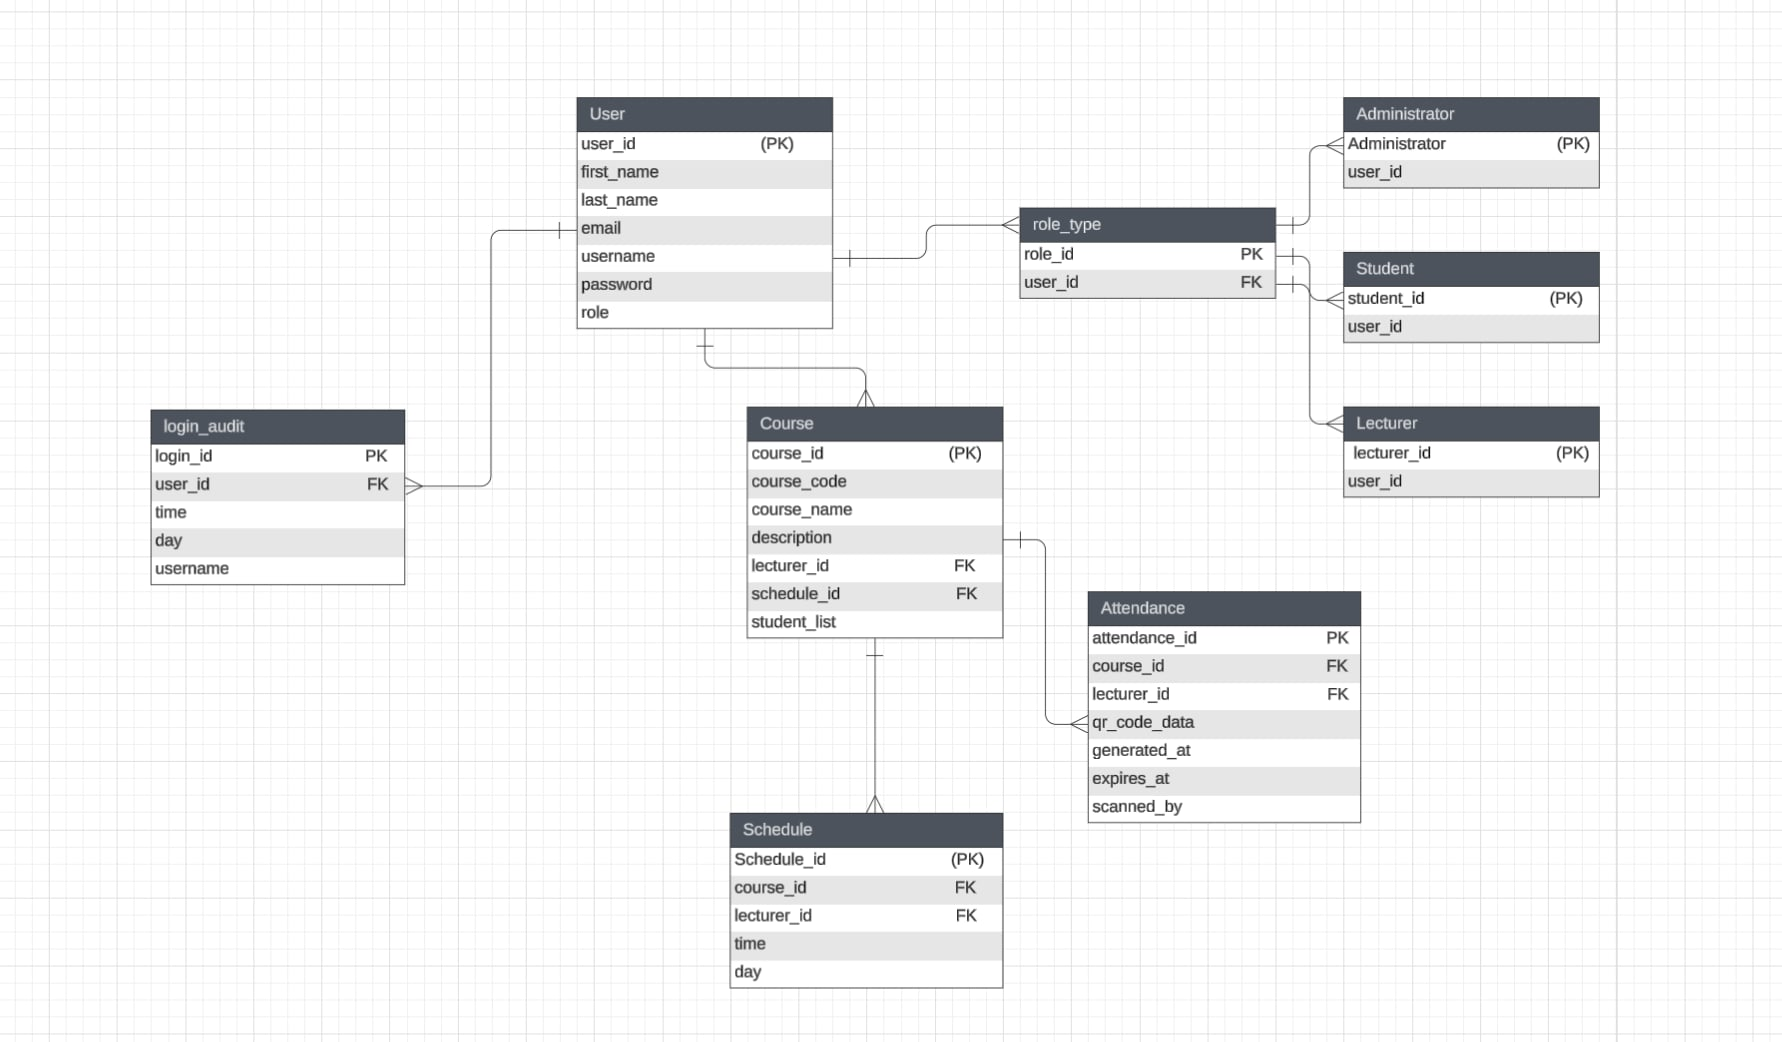 User
user_id (PK)
first_name
last_name
email
username
password
role
role_type
role_id PK
user_id FK
Administrator
Administrator (PK)
user_id
Student
student_id (PK)
user_id
Lecturer
lecturer_id (PK)
user_id
login_audit
login_id PK
user_id FK
time
day
username
Course
course_id (PK)
course_code
course_name
description
lecturer_id FK
schedule_id FK
student_list
Attendance
attendance_id PK
course_id FK
lecturer_id FK
qr_code_data
generated_at
expires_at
scanned_by
Schedule
Schedule_id (PK)
course_id FK
lecturer_id FK
time
day